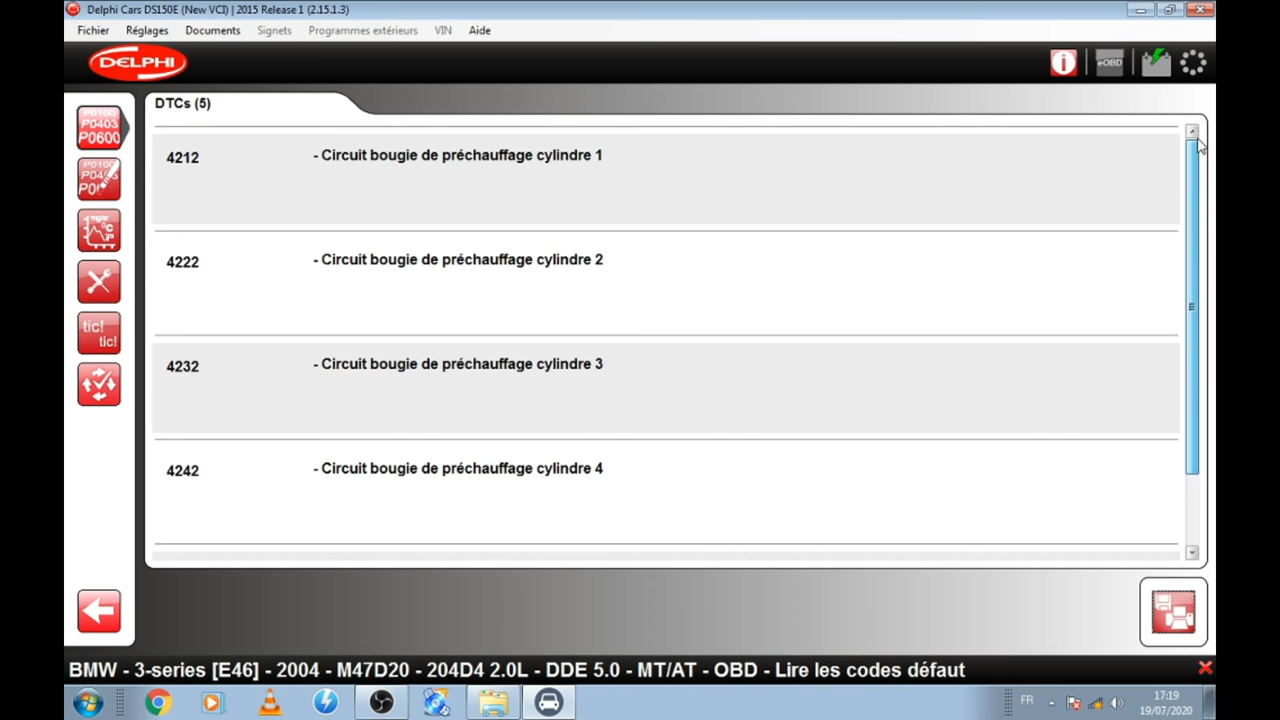 Delphi Cars DS150E (New VCI) | 2015 Release 1 (2.15.1.3)
Fichier Réglages Documents Signets Programmes extérieurs VIN Aide
DELPHI
i eOBD
DTCs (5)
P0100
P0403
P0600
4212 - Circuit bougie de préchauffage cylindre 1
4222 - Circuit bougie de préchauffage cylindre 2
tic!
tic!
4232 - Circuit bougie de préchauffage cylindre 3
4242 - Circuit bougie de préchauffage cylindre 4
BMW - 3-series [E46] - 2004 - M47D20 - 204D4 2.0L - DDE 5.0 - MT/AT - OBD - Lire les codes défaut
FR
17:19
19/07/2020